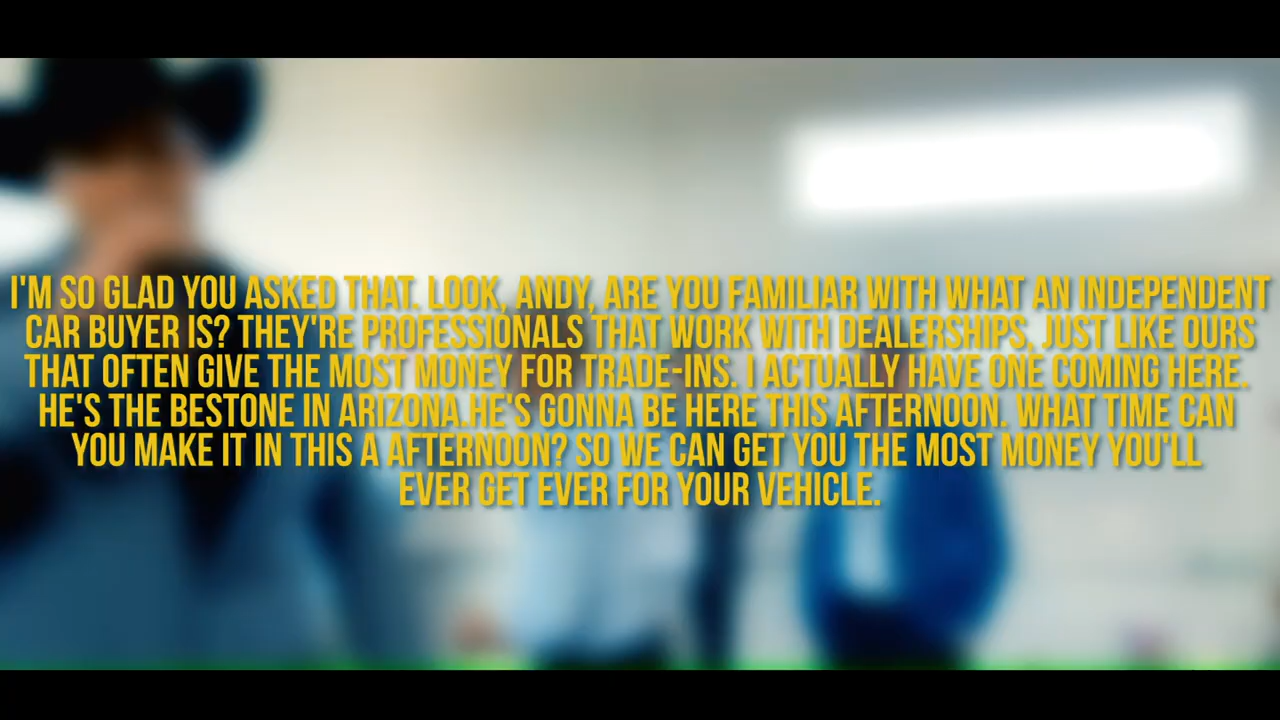 I'M SO GLAD YOU ASKED THAT. LOOK, ANDY, ARE YOU FAMILIAR WITH WHAT AN INDEPENDENT
CAR BUYER IS? THEY'RE PROFESSIONALS THAT WORK WITH DEALERSHIPS. JUST LIKE OURS
THAT OFTEN GIVE THE MOST MONEY FOR TRADE-INS. I ACTUALLY HAVE ONE COMING HERE.
HE'S THE BESTONE IN ARIZONA.HE'S GONNA BE HERE THIS AFTERNOON. WHAT TIME CAN
YOU MAKE IT IN THIS A AFTERNOON? SO WE CAN GET YOU THE MOST MONEY YOU'LL
EVER GET EVER FOR YOUR VEHICLE.